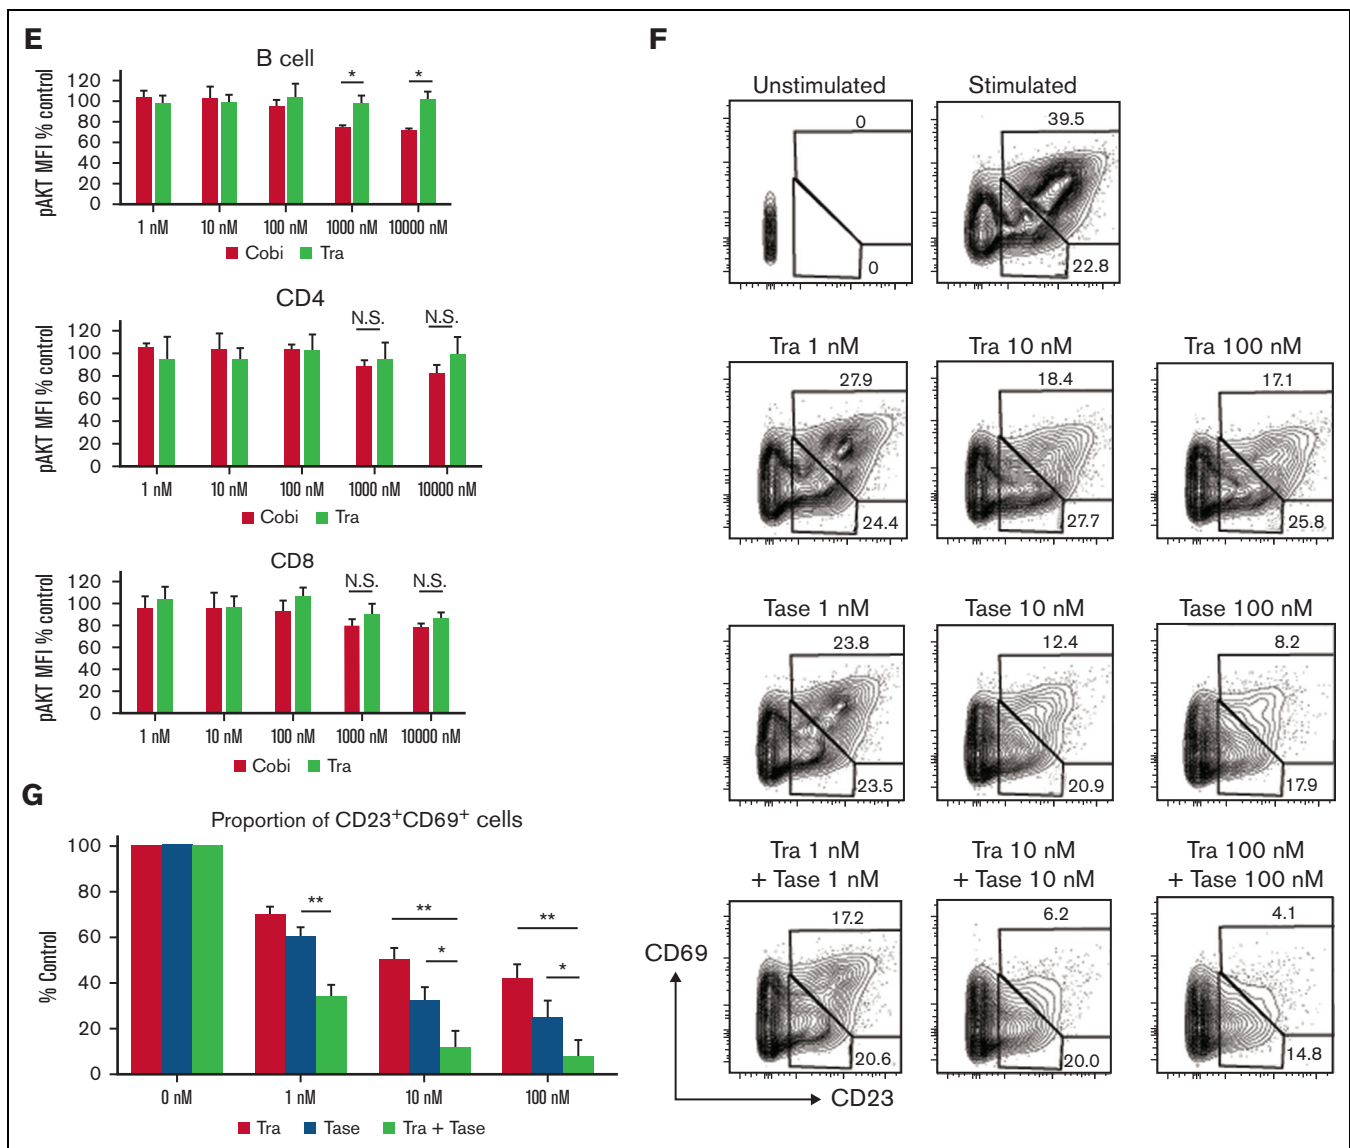 E
B cell
pAKT MFI % control
120
100
80
60
40
20
0
* *
1 nM 10 nM 100 nM 1000 nM 10000 nM
Cobi Tra
CD4
pAKT MFI % control
120
100
80
60
40
20
0
N.S. N.S.
1 nM 10 nM 100 nM 1000 nM 10000 nM
Cobi Tra
CD8
pAKT MFI % control
120
100
80
60
40
20
0
N.S. N.S.
1 nM 10 nM 100 nM 1000 nM 10000 nM
Cobi Tra
G
Proportion of CD23+CD69+ cells
% Control
100
80
60
40
20
0
** ** **
* *
0 nM 1 nM 10 nM 100 nM
Tra Tase Tra + Tase
F
Unstimulated Stimulated
0 39.5
0 22.8
Tra 1 nM Tra 10 nM Tra 100 nM
27.9 18.4 17.1
24.4 27.7 25.8
Tase 1 nM Tase 10 nM Tase 100 nM
23.8 12.4 8.2
23.5 20.9 17.9
Tra 1 nM Tra 10 nM Tra 100 nM
+ Tase 1 nM + Tase 10 nM + Tase 100 nM
17.2 6.2 4.1
20.6 20.0 14.8
CD69
CD23